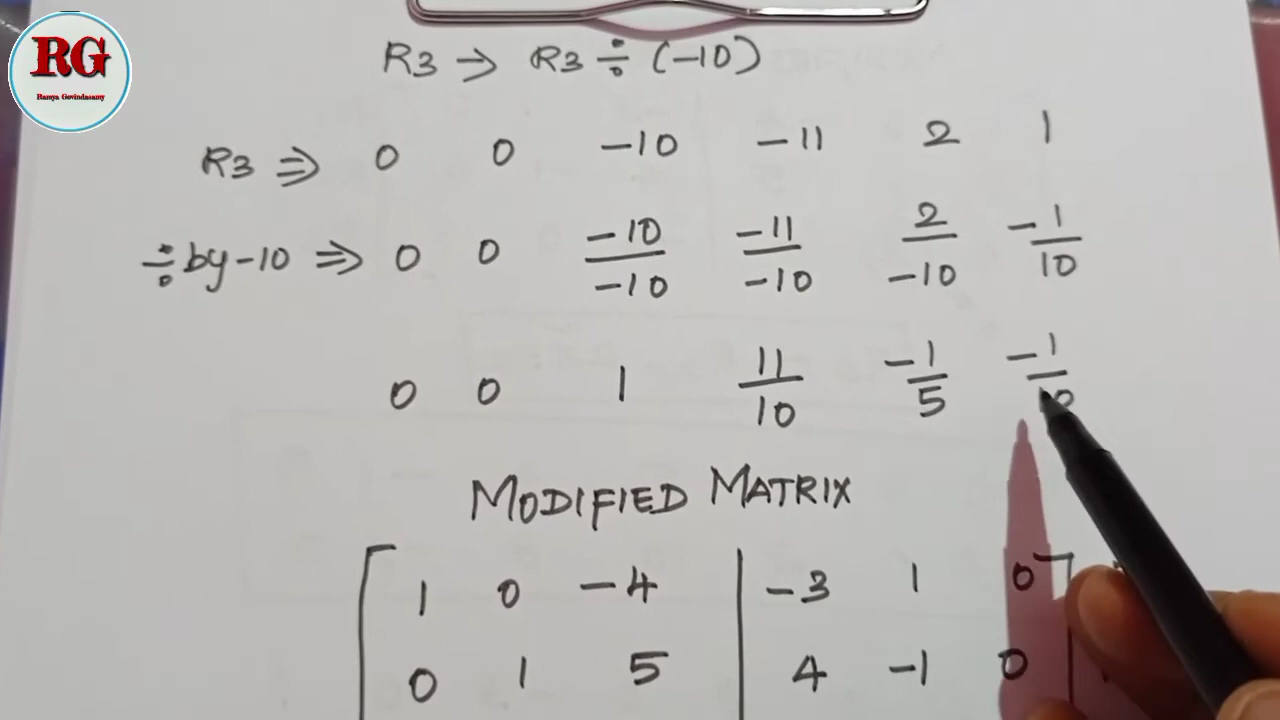 RG
Ramya Govindasamy
R3 → R3 ÷ (-10)
R3 ⇒ 0 0 -10 -11 2 1
÷ by -10 ⇒ 0 0 -10/-10 -11/-10 2/-10 -1/10
0 0 1 11/10 -1/5 -1/10
MODIFIED MATRIX
1 0 -4 | -3 1 0
0 1 5 | 4 -1 0